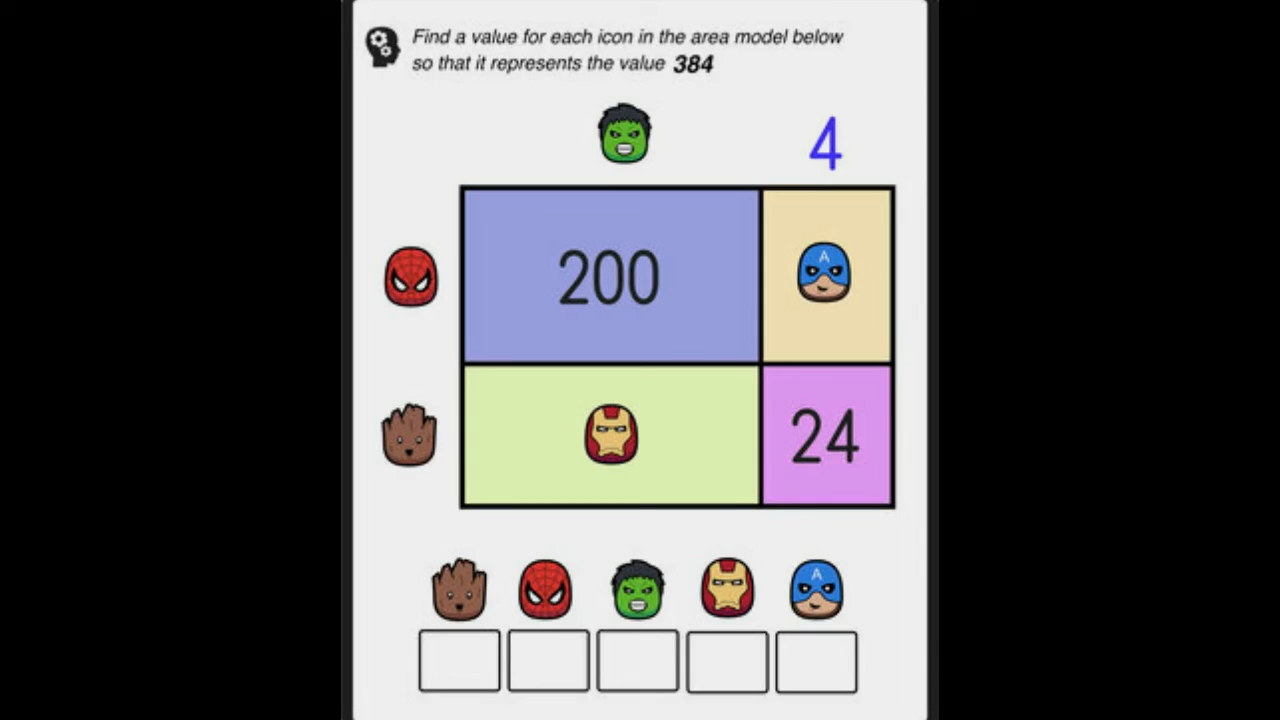 Find a value for each icon in the area model below
so that it represents the value 384
4
200
A
24
A